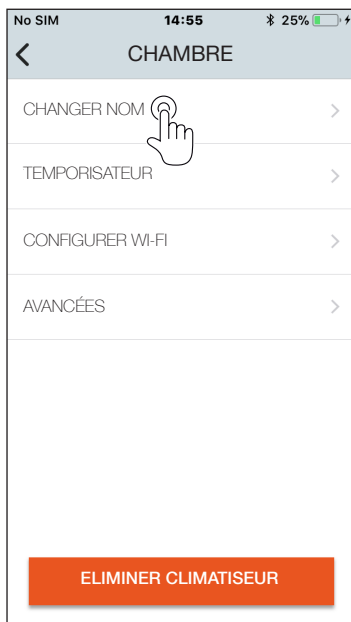 No SIM 14:55 25%
CHAMBRE
CHANGER NOM
TEMPORISATEUR
CONFIGURER WI-FI
AVANCÉES
ELIMINER CLIMATISEUR